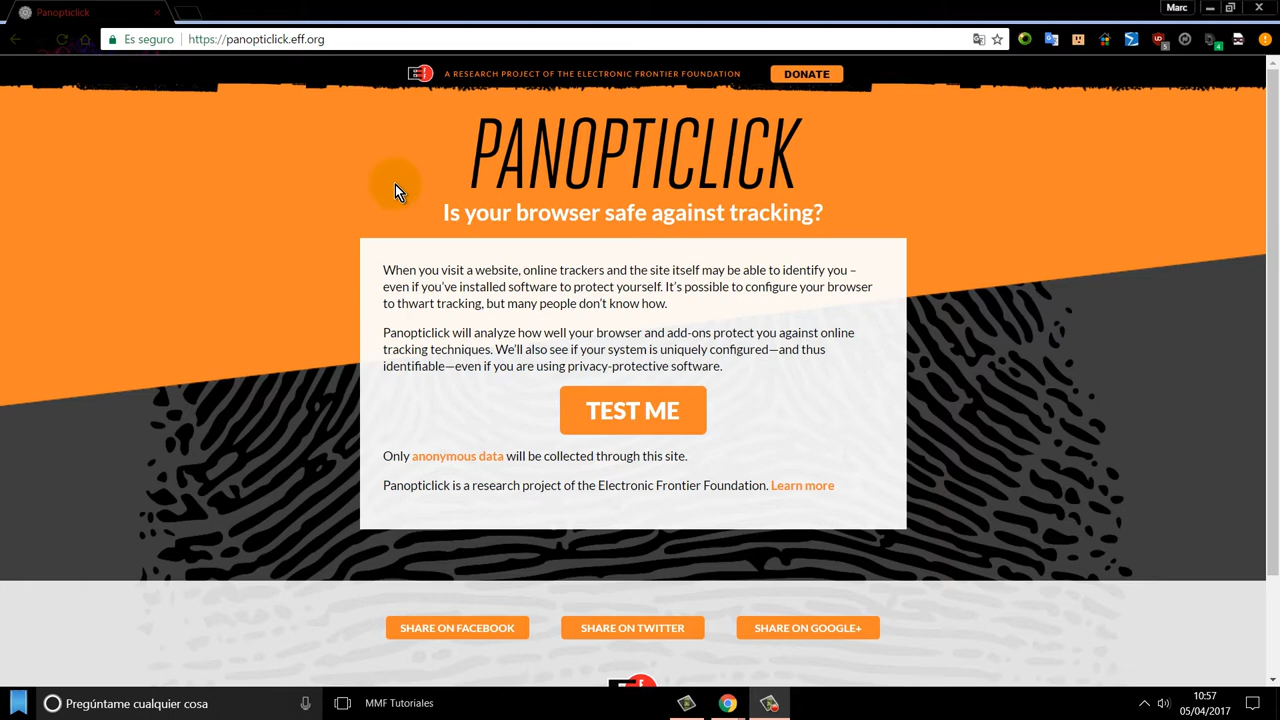 Panopticlick
Marc
Es seguro
https://panopticlick.eff.org
5
4
A RESEARCH PROJECT OF THE ELECTRONIC FRONTIER FOUNDATION
DONATE
PANOPTICLICK
Is your browser safe against tracking?
When you visit a website, online trackers and the site itself may be able to identify you –
even if you've installed software to protect yourself. It's possible to configure your browser
to thwart tracking, but many people don't know how.
Panopticlick will analyze how well your browser and add-ons protect you against online
tracking techniques. We'll also see if your system is uniquely configured—and thus
identifiable—even if you are using privacy-protective software.
TEST ME
Only anonymous data will be collected through this site.
Panopticlick is a research project of the Electronic Frontier Foundation. Learn more
SHARE ON FACEBOOK
SHARE ON TWITTER
SHARE ON GOOGLE+
Pregúntame cualquier cosa
MMF Tutoriales
10:57
05/04/2017